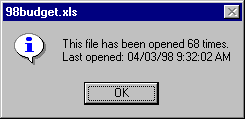 98budget.xls
This file has been opened 68 times.
Last opened: 04/03/98 9:32:02 AM
OK